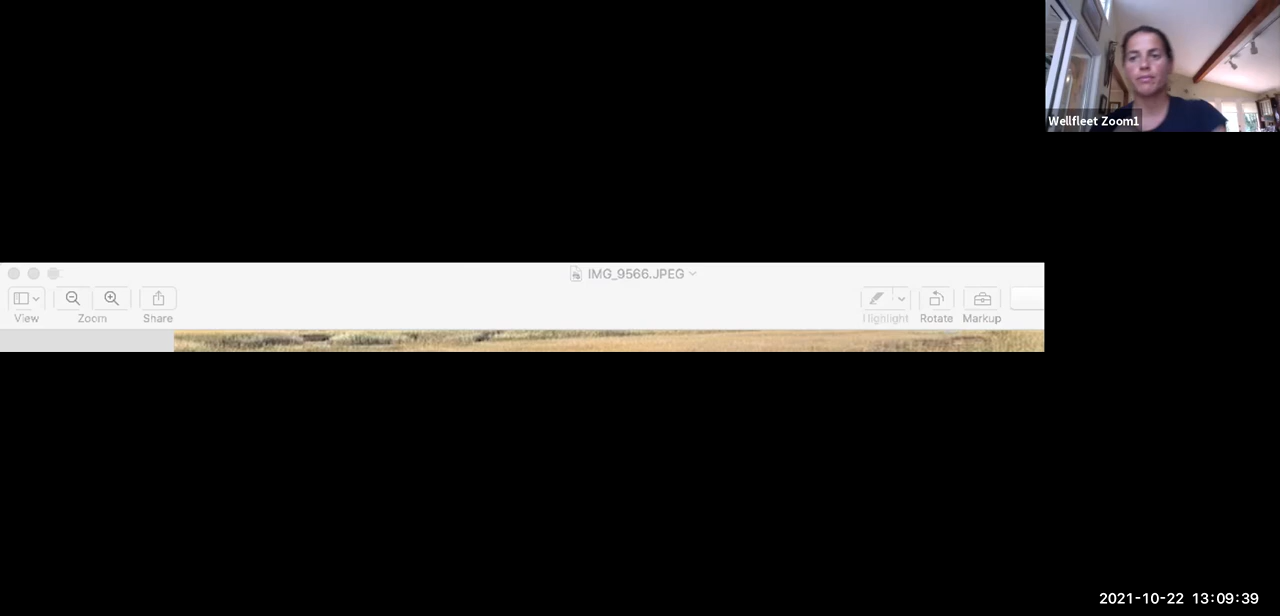 Wellfleet Zoom1
IMG_9566.JPEG
View
Zoom
Share
Highlight
Rotate
Markup
2021-10-22 13:09:39